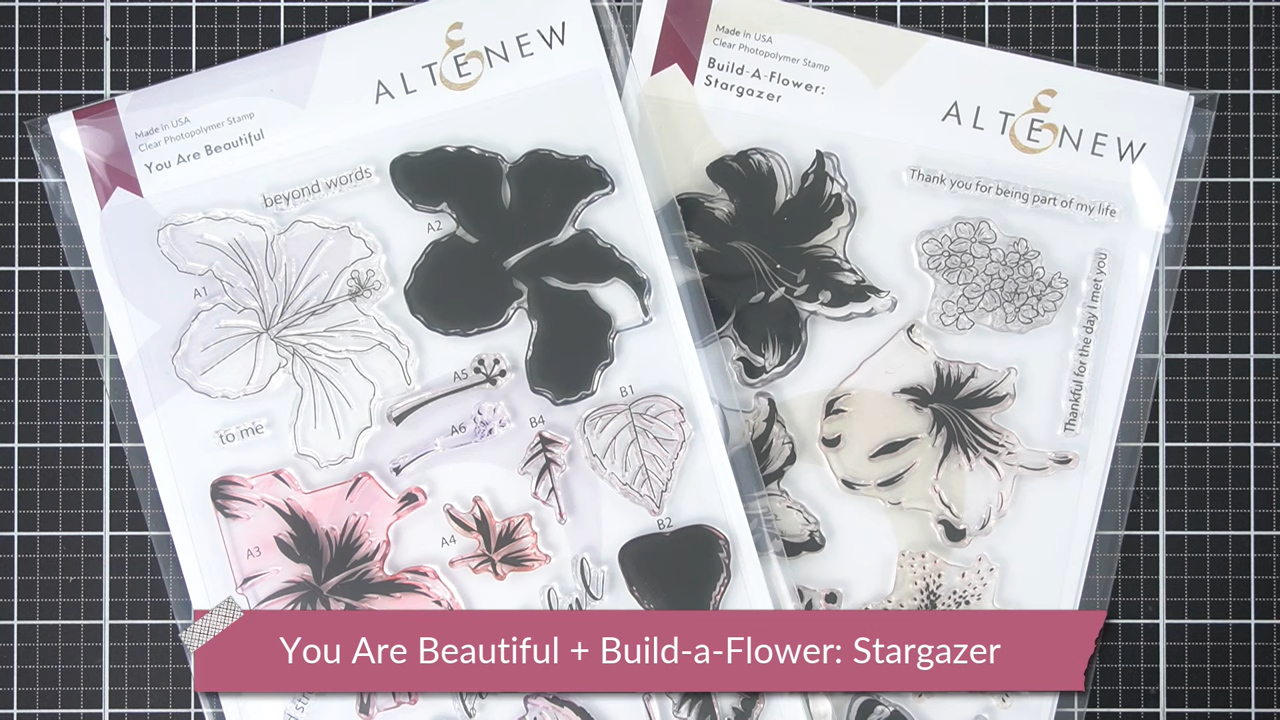 ALTENEW
Made in USA
Clear Photopolymer Stamp
You Are Beautiful
beyond words
A1
A2
to me
A5
A6
B4
B1
A3
A4
B2
Made in USA
Clear Photopolymer Stamp
Build-A-Flower:
Stargazer
ALTENEW
Thank you for being part of my life
Thankful for the day I met you
You Are Beautiful + Build-a-Flower: Stargazer